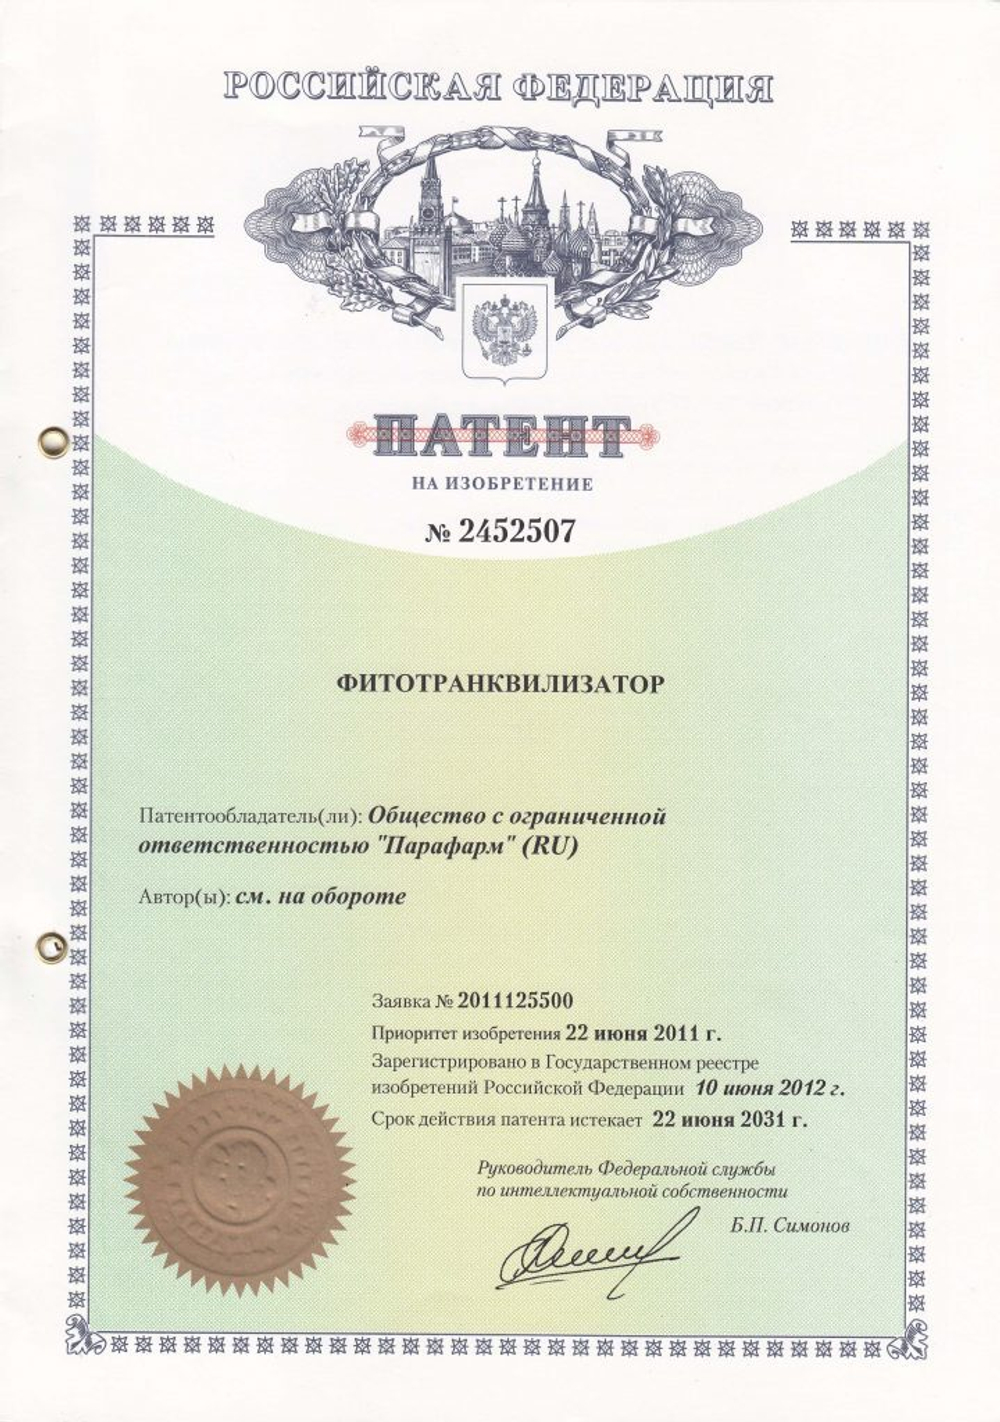 РОССИЙСКАЯ ФЕДЕРАЦИЯ
ПАТЕНТ
НА ИЗОБРЕТЕНИЕ
№ 2452507
ФИТОТРАНКВИЛИЗАТОР
Патентообладатель(ли): Общество с ограниченной
ответственностью "Парафарм" (RU)
Автор(ы): см. на обороте
Заявка № 2011125500
Приоритет изобретения 22 июня 2011 г.
Зарегистрировано в Государственном реестре
изобретений Российской Федерации 10 июня 2012 г.
Срок действия патента истекает 22 июня 2031 г.
Руководитель Федеральной службы
по интеллектуальной собственности
Б.П. Симонов